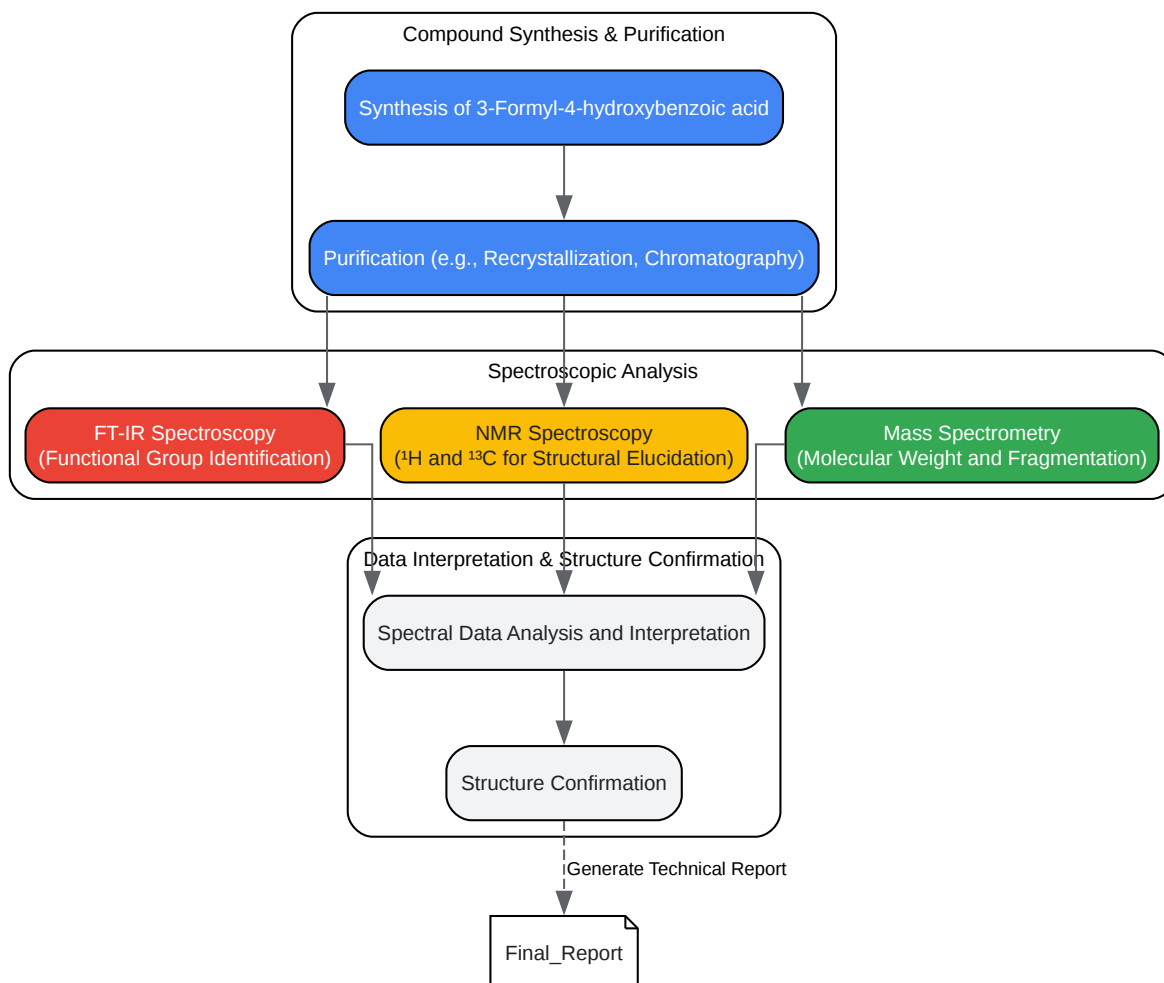 Compound Synthesis & Purification
Synthesis of 3-Formyl-4-hydroxybenzoic acid
Purification (e.g., Recrystallization, Chromatography)
Spectroscopic Analysis
FT-IR Spectroscopy
(Functional Group Identification)
NMR Spectroscopy
(¹H and ¹³C for Structural Elucidation)
Mass Spectrometry
(Molecular Weight and Fragmentation)
Data Interpretation & Structure Confirmation
Spectral Data Analysis and Interpretation
Structure Confirmation
Generate Technical Report
Final_Report